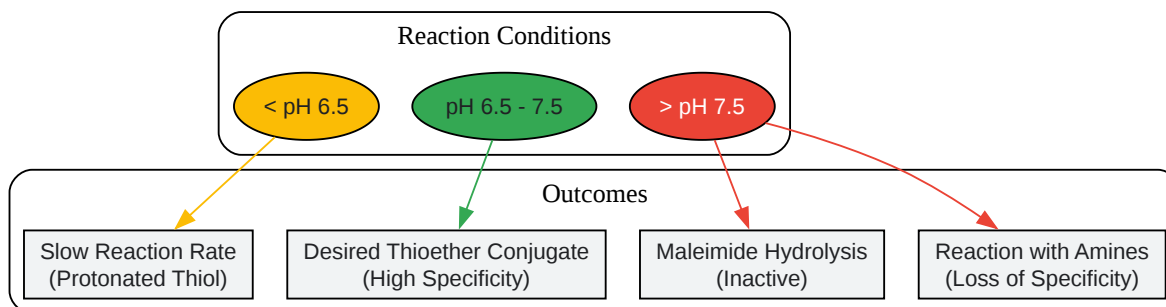 Reaction Conditions
< pH 6.5
pH 6.5 - 7.5
> pH 7.5
Outcomes
Slow Reaction Rate
(Protonated Thiol)
Desired Thioether Conjugate
(High Specificity)
Maleimide Hydrolysis
(Inactive)
Reaction with Amines
(Loss of Specificity)